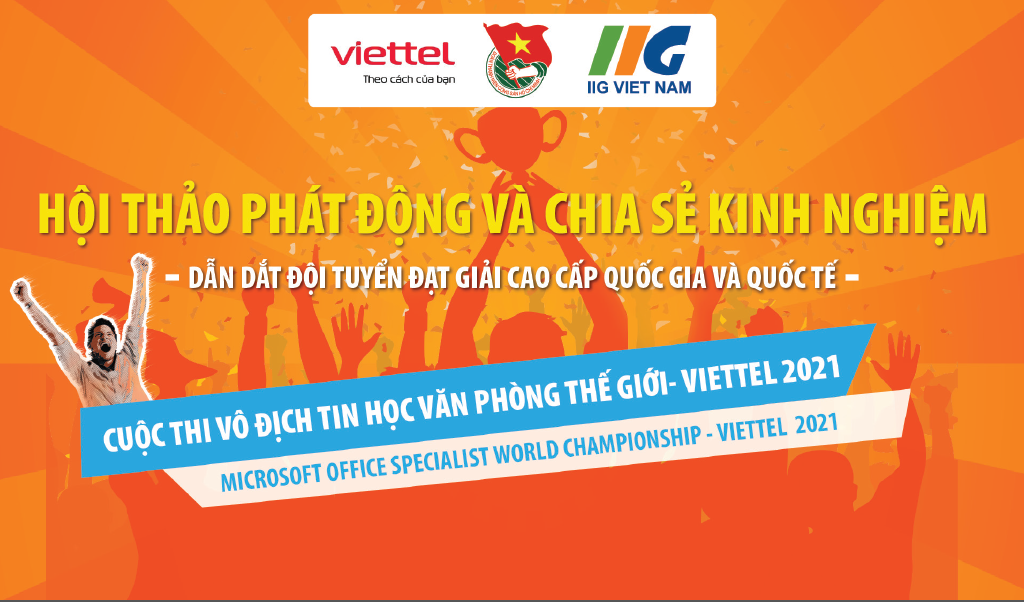 viettel
Theo cách của bạn
IIG
IIG VIET NAM
HỘI THẢO PHÁT ĐỘNG VÀ CHIA SẺ KINH NGHIỆM
- DẪN DẮT ĐỘI TUYỂN ĐẠT GIẢI CAO CẤP QUỐC GIA VÀ QUỐC TẾ -
CUỘC THI VÔ ĐỊCH TIN HỌC VĂN PHÒNG THẾ GIỚI- VIETTEL 2021
MICROSOFT OFFICE SPECIALIST WORLD CHAMPIONSHIP - VIETTEL 2021